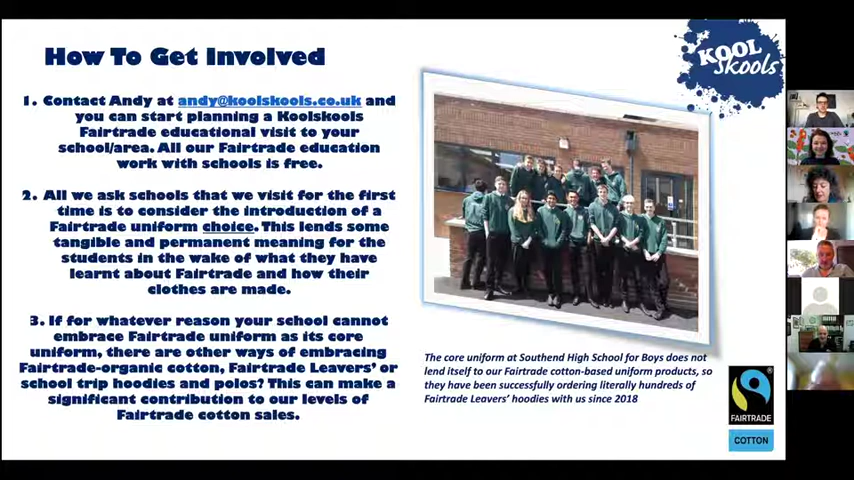 How To Get Involved
KOOL
Skools
1. Contact Andy at andy@koolskools.co.uk and
you can start planning a Koolskools
Fairtrade educational visit to your
school/area. All our Fairtrade education
work with schools is free.
2. All we ask schools that we visit for the first
time is to consider the introduction of a
Fairtrade uniform choice. This lends some
tangible and permanent meaning for the
students in the wake of what they have
learnt about Fairtrade and how their
clothes are made.
3. If for whatever reason your school cannot
embrace Fairtrade uniform as its core
uniform, there are other ways of embracing
Fairtrade-organic cotton, Fairtrade Leavers’ or
school trip hoodies and polos? This can make a
significant contribution to our levels of
Fairtrade cotton sales.
The core uniform at Southend High School for Boys does not
lend itself to our Fairtrade cotton-based uniform products, so
they have been successfully ordering literally hundreds of
Fairtrade Leavers’ hoodies with us since 2018
FAIRTRADE
COTTON